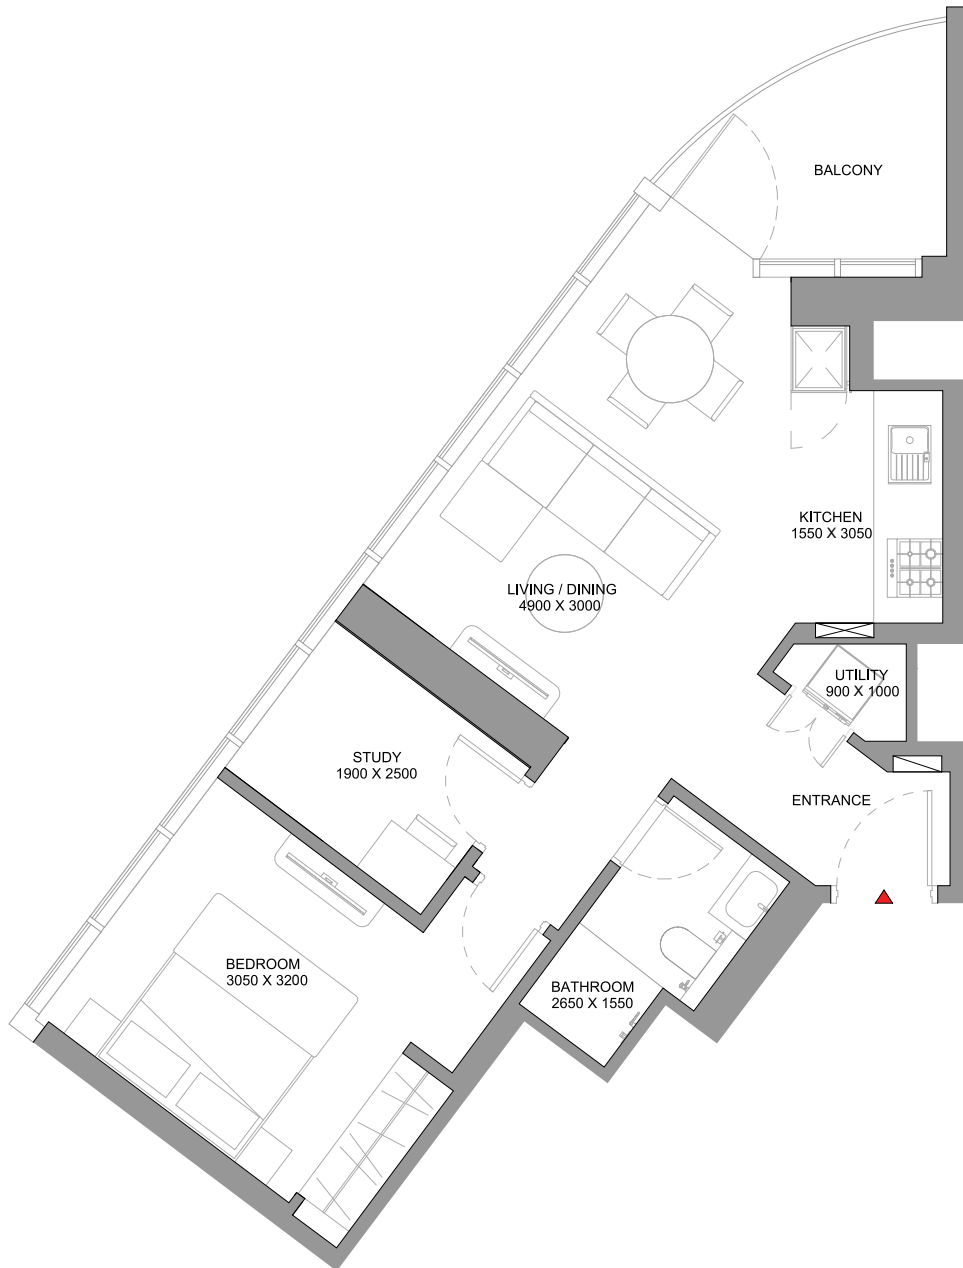 BALCONY
KITCHEN
1550 X 3050
LIVING / DINING
4900 X 3000
UTILITY
900 X 1000
STUDY
1900 X 2500
ENTRANCE
BEDROOM
3050 X 3200
BATHROOM
2650 X 1550